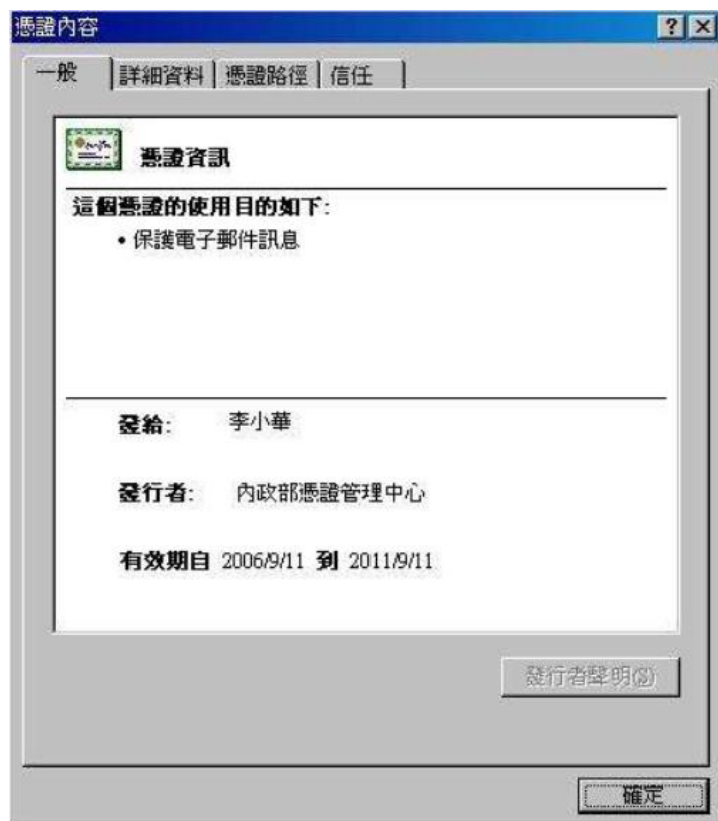 憑證內容
一般 詳細資料 憑證路徑 信任
憑證資訊
這個憑證的使用目的如下:
• 保護電子郵件訊息
發給: 李小華
發行者: 內政部憑證管理中心
有效期自 2006/9/11 到 2011/9/11
發行者聲明(S)
確定